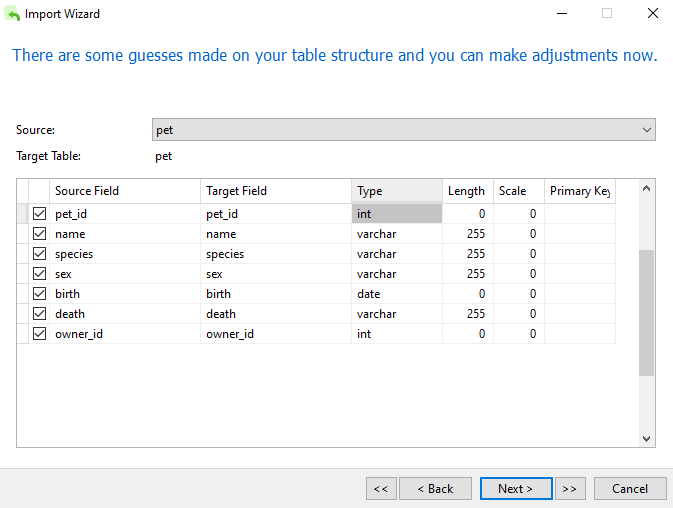 Import Wizard
There are some guesses made on your table structure and you can make adjustments now.
Source: pet
Target Table: pet
Source Field Target Field Type Length Scale Primary Key
pet_id pet_id int 0 0
name name varchar 255 0
species species varchar 255 0
sex sex varchar 255 0
birth birth date 0 0
death death varchar 255 0
owner_id owner_id int 0 0
<< < Back Next > >> Cancel